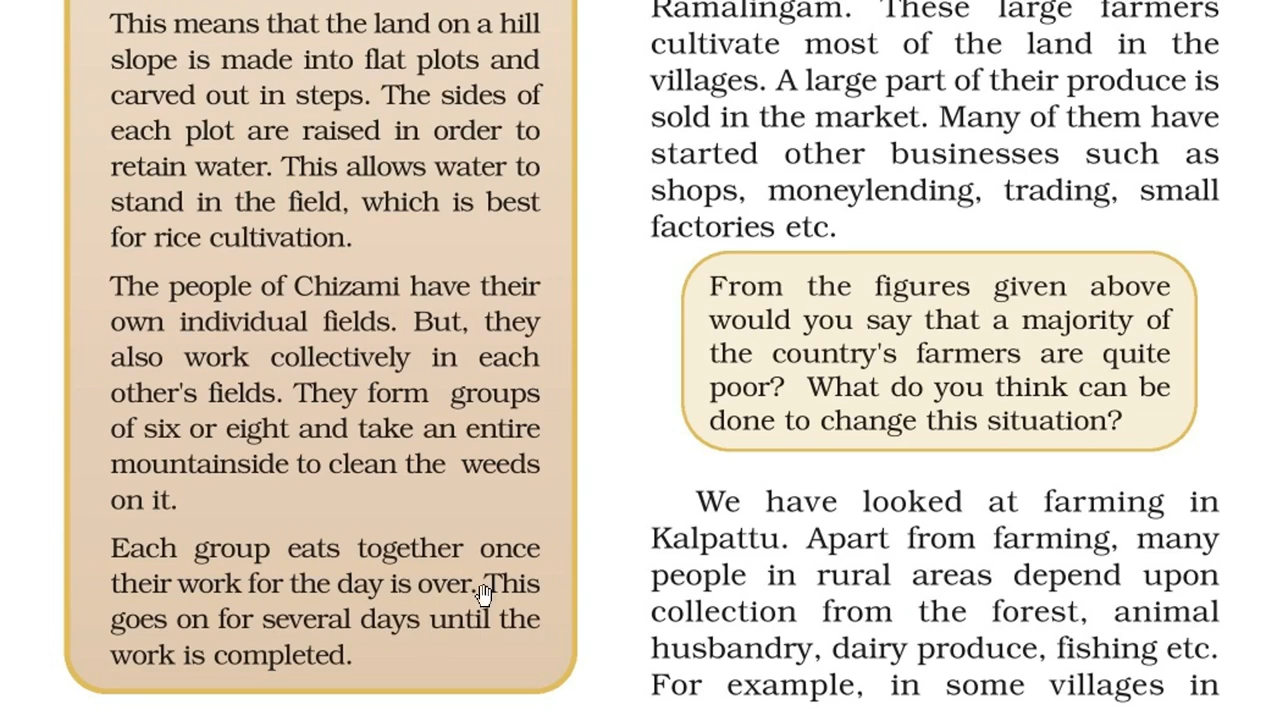 This means that the land on a hill
slope is made into flat plots and
carved out in steps. The sides of
each plot are raised in order to
retain water. This allows water to
stand in the field, which is best
for rice cultivation.
The people of Chizami have their
own individual fields. But, they
also work collectively in each
other's fields. They form groups
of six or eight and take an entire
mountainside to clean the weeds
on it.
Each group eats together once
their work for the day is over. This
goes on for several days until the
work is completed.
Ramalingam. These large farmers
cultivate most of the land in the
villages. A large part of their produce is
sold in the market. Many of them have
started other businesses such as
shops, moneylending, trading, small
factories etc.
From the figures given above
would you say that a majority of
the country's farmers are quite
poor? What do you think can be
done to change this situation?
We have looked at farming in
Kalpattu. Apart from farming, many
people in rural areas depend upon
collection from the forest, animal
husbandry, dairy produce, fishing etc.
For example, in some villages in